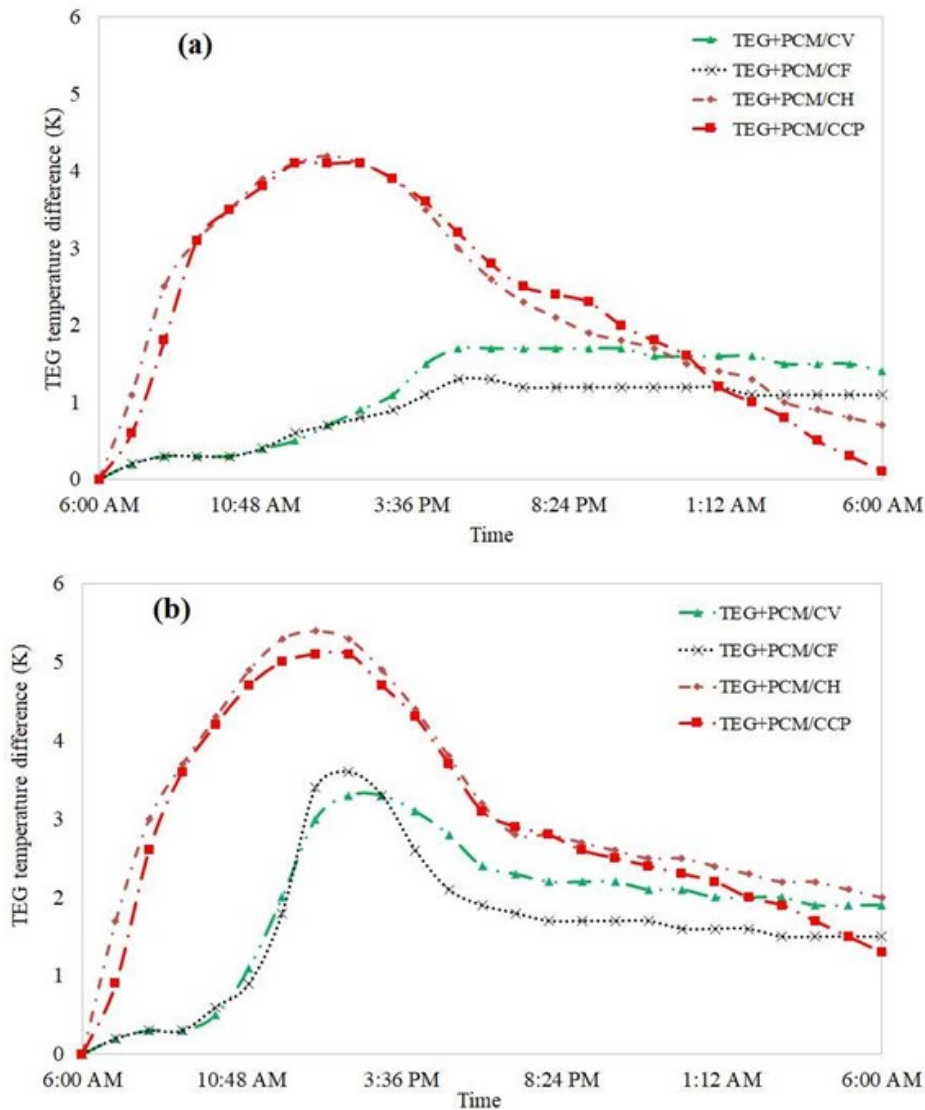 (a)
TEG+PCM/CV
TEG+PCM/CF
TEG+PCM/CH
TEG+PCM/CCP
TEG temperature difference (K)
6
5
4
3
2
1
0
6:00 AM 10:48 AM 3:36 PM 8:24 PM 1:12 AM 6:00 AM
Time
(b)
TEG+PCM/CV
TEG+PCM/CF
TEG+PCM/CH
TEG+PCM/CCP
TEG temperature difference (K)
6
5
4
3
2
1
0
6:00 AM 10:48 AM 3:36 PM 8:24 PM 1:12 AM 6:00 AM
Time